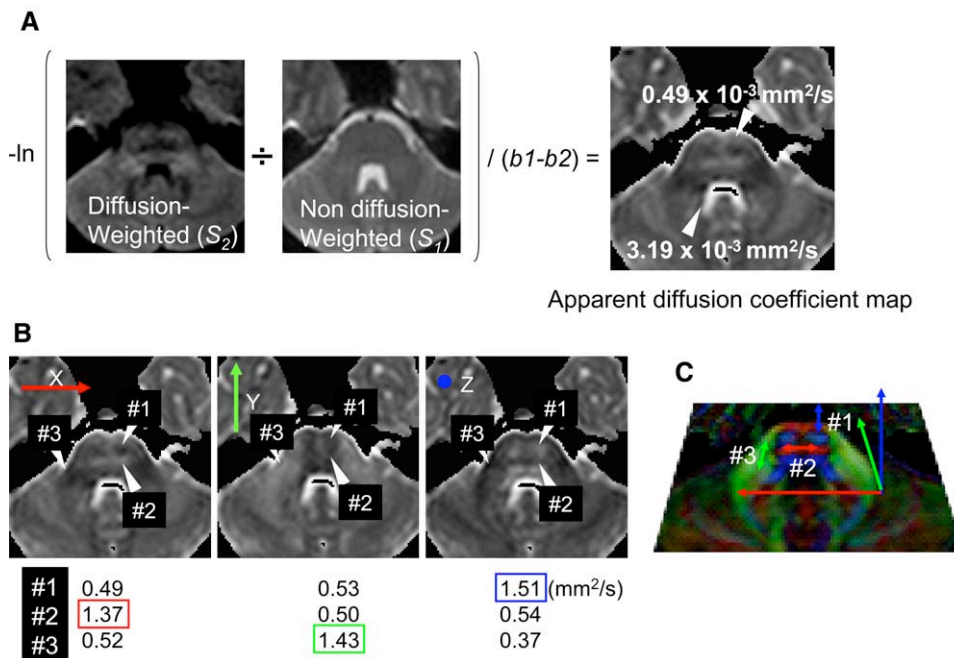 A
-ln
Diffusion-
Weighted (S2)
÷
Non diffusion-
Weighted (S1)
/ (b1-b2) =
0.49 x 10-3 mm2/s
3.19 x 10-3 mm2/s
Apparent diffusion coefficient map
B
X
#1
#3
#2
Y
#1
#3
#2
Z
#1
#3
#2
C
#1
#3
#2
#1 0.49 0.53 1.51 (mm2/s)
#2 1.37 0.50 0.54
#3 0.52 1.43 0.37